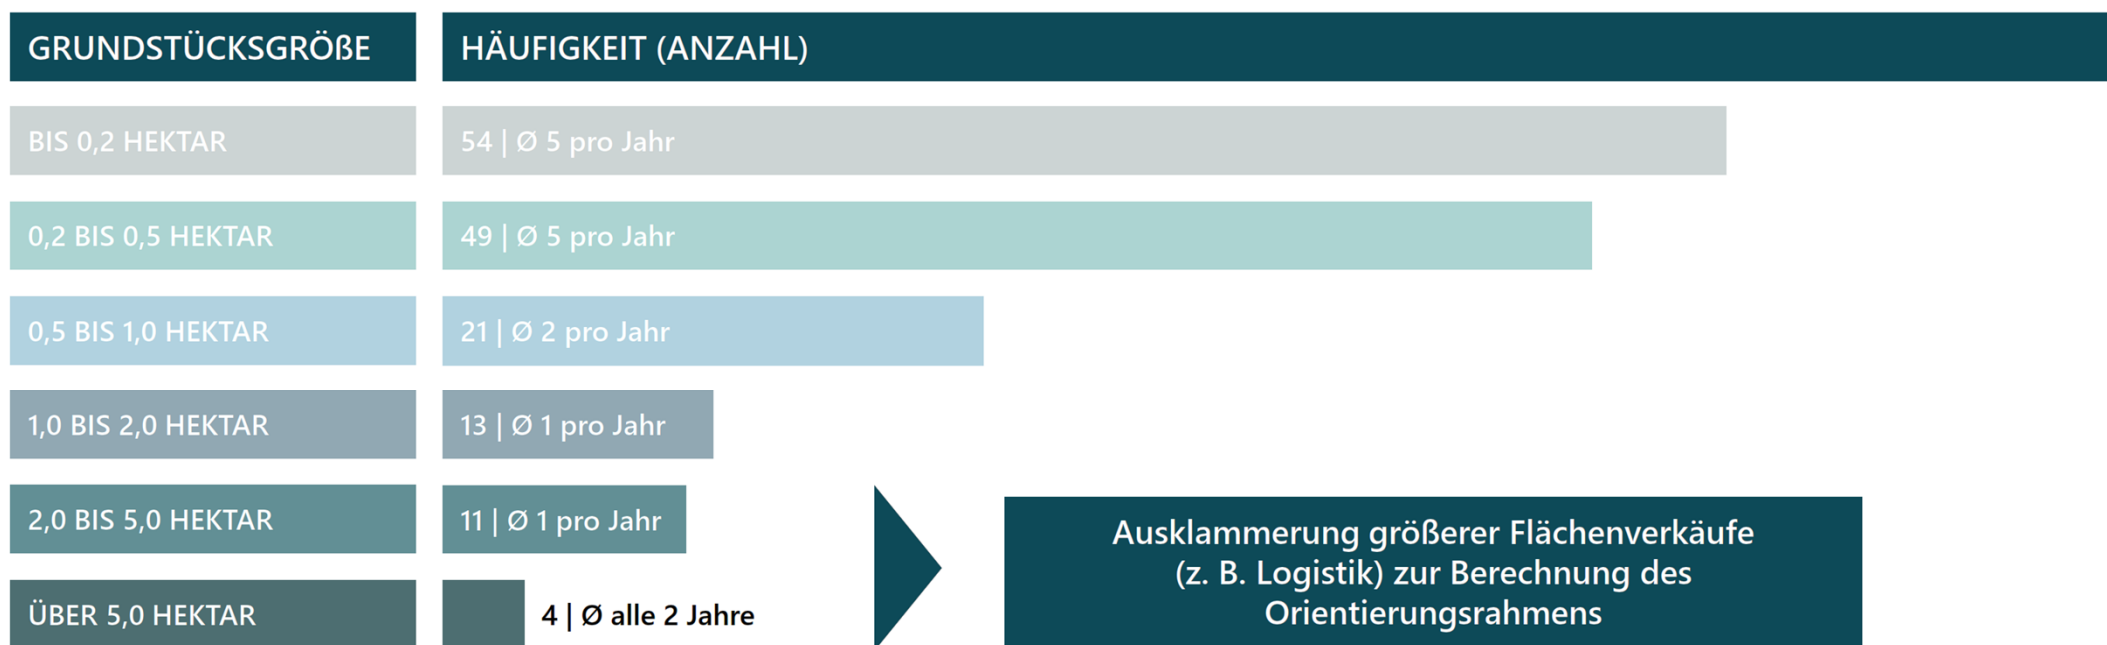 GRUNDSTÜCKSGRÖßE
HÄUFIGKEIT (ANZAHL)
BIS 0,2 HEKTAR
54 | Ø 5 pro Jahr
0,2 BIS 0,5 HEKTAR
49 | Ø 5 pro Jahr
0,5 BIS 1,0 HEKTAR
21 | Ø 2 pro Jahr
1,0 BIS 2,0 HEKTAR
13 | Ø 1 pro Jahr
2,0 BIS 5,0 HEKTAR
11 | Ø 1 pro Jahr
ÜBER 5,0 HEKTAR
4 | Ø alle 2 Jahre
Ausklammerung größerer Flächenverkäufe
(z. B. Logistik) zur Berechnung des
Orientierungsrahmens